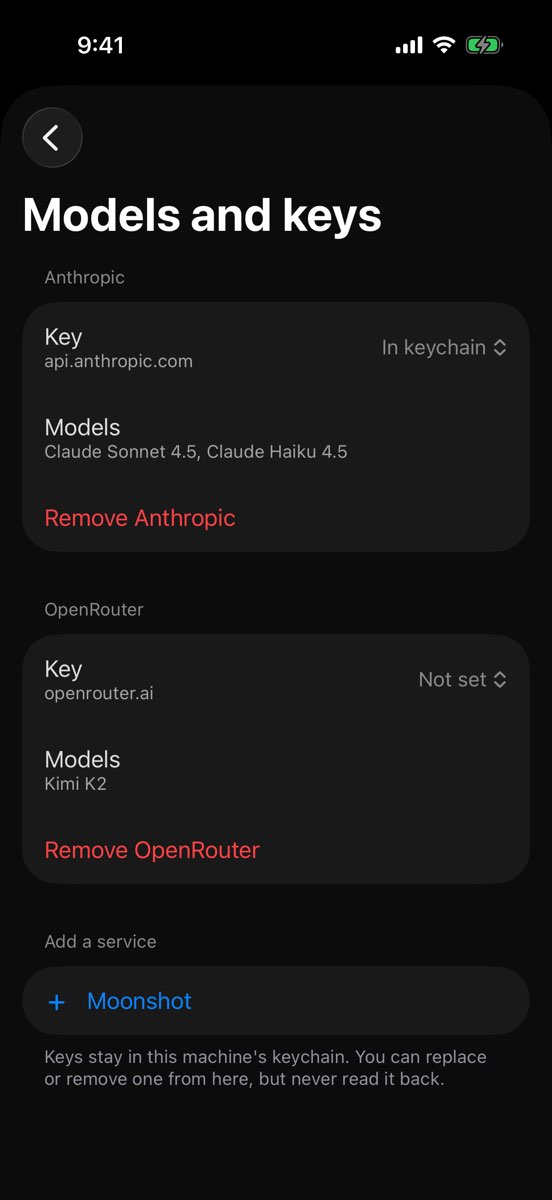 9:41
Models and keys
Anthropic
Key
In keychain
api.anthropic.com
Models
Claude Sonnet 4.5, Claude Haiku 4.5
Remove Anthropic
OpenRouter
Key
Not set
openrouter.ai
Models
Kimi K2
Remove OpenRouter
Add a service
+ Moonshot
Keys stay in this machine's keychain. You can replace
or remove one from here, but never read it back.